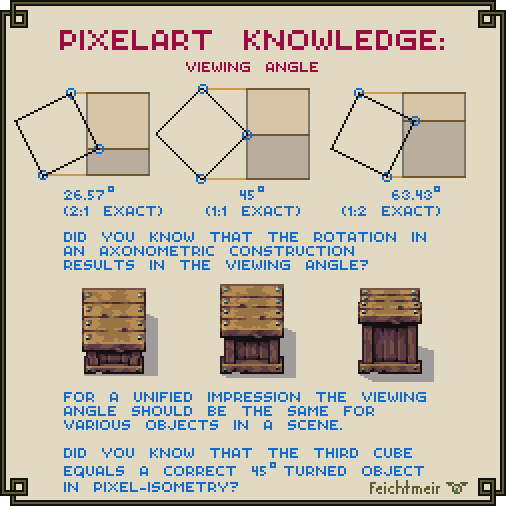 PIXELART KNOWLEDGE:
VIEWING ANGLE
26.57° 45° 63.43°
(2:1 EXACT) (1:1 EXACT) (1:2 EXACT)
DID YOU KNOW THAT THE ROTATION IN
AN AXONOMETRIC CONSTRUCTION
RESULTS IN THE VIEWING ANGLE?
FOR A UNIFIED IMPRESSION THE VIEWING
ANGLE SHOULD BE THE SAME FOR
VARIOUS OBJECTS IN A SCENE.
DID YOU KNOW THAT THE THIRD CUBE
EQUALS A CORRECT 45° TURNED OBJECT
IN PIXEL-ISOMETRY?
Feichtmeir